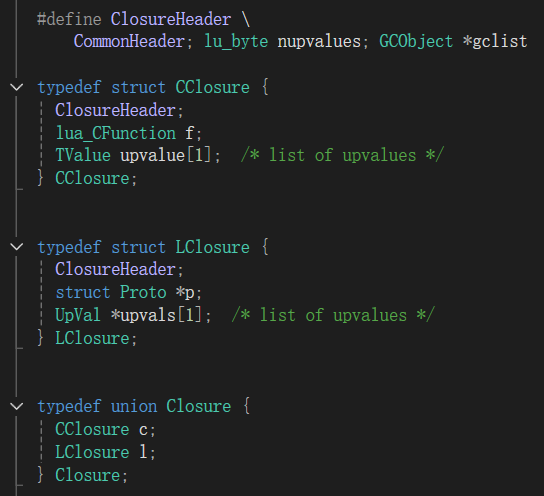 #define ClosureHeader \
CommonHeader; lu_byte nupvalues; GCObject *gclist
typedef struct CClosure {
ClosureHeader;
lua_CFunction f;
TValue upvalue[1];  /* list of upvalues */
} CClosure;
typedef struct LClosure {
ClosureHeader;
struct Proto *p;
UpVal *upvals[1];  /* list of upvalues */
} LClosure;
typedef union Closure {
CClosure c;
LClosure l;
} Closure;